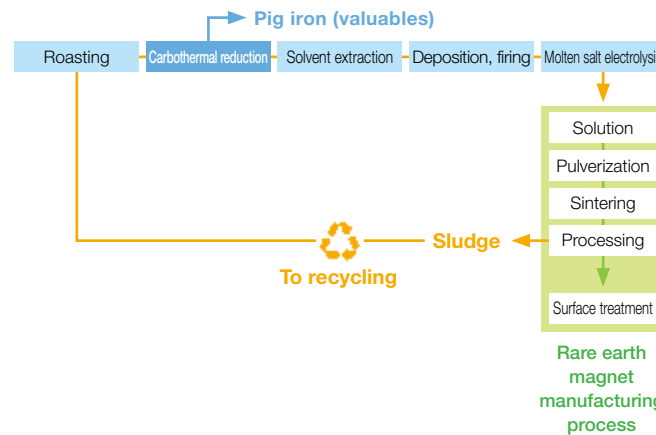 Pig iron (valuables)
Roasting
Carbothermal reduction
Solvent extraction
Deposition, firing
Molten salt electrolysi
Solution
Pulverization
Sintering
Processing
Sludge
To recycling
Surface treatment
Rare earth
magnet
manufacturing
process